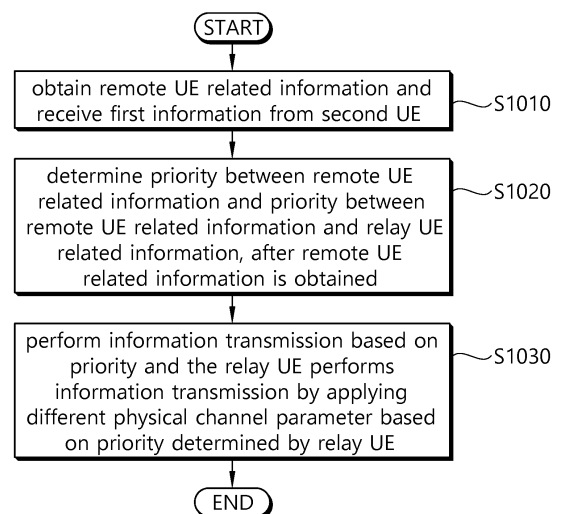 START
obtain remote UE related information and
receive first information from second UE
S1010
determine priority between remote UE
related information and priority between
remote UE related information and relay UE
related information, after remote UE
related information is obtained
S1020
perform information transmission based on
priority and the relay UE performs
information transmission by applying
different physical channel parameter based
on priority determined by relay UE
S1030
END